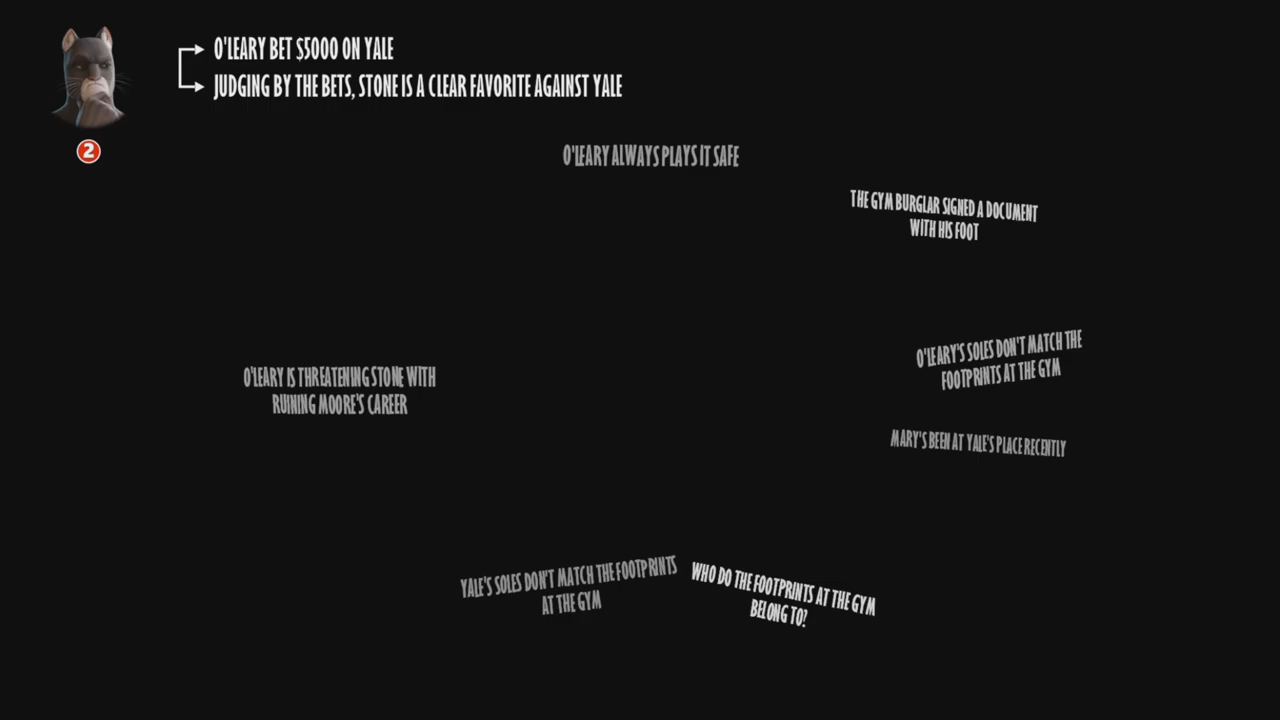 O'LEARY BET $5000 ON YALE
JUDGING BY THE BETS, STONE IS A CLEAR FAVORITE AGAINST YALE
2
O'LEARY ALWAYS PLAYS IT SAFE
THE GYM BURGLAR SIGNED A DOCUMENT
WITH HIS FOOT
O'LEARY'S SOLES DON'T MATCH THE
FOOTPRINTS AT THE GYM
O'LEARY IS THREATENING STONE WITH
RUINING MOORE'S CAREER
MARY'S BEEN AT YALE'S PLACE RECENTLY
YALE'S SOLES DON'T MATCH THE FOOTPRINTS
AT THE GYM
WHO DO THE FOOTPRINTS AT THE GYM
BELONG TO?